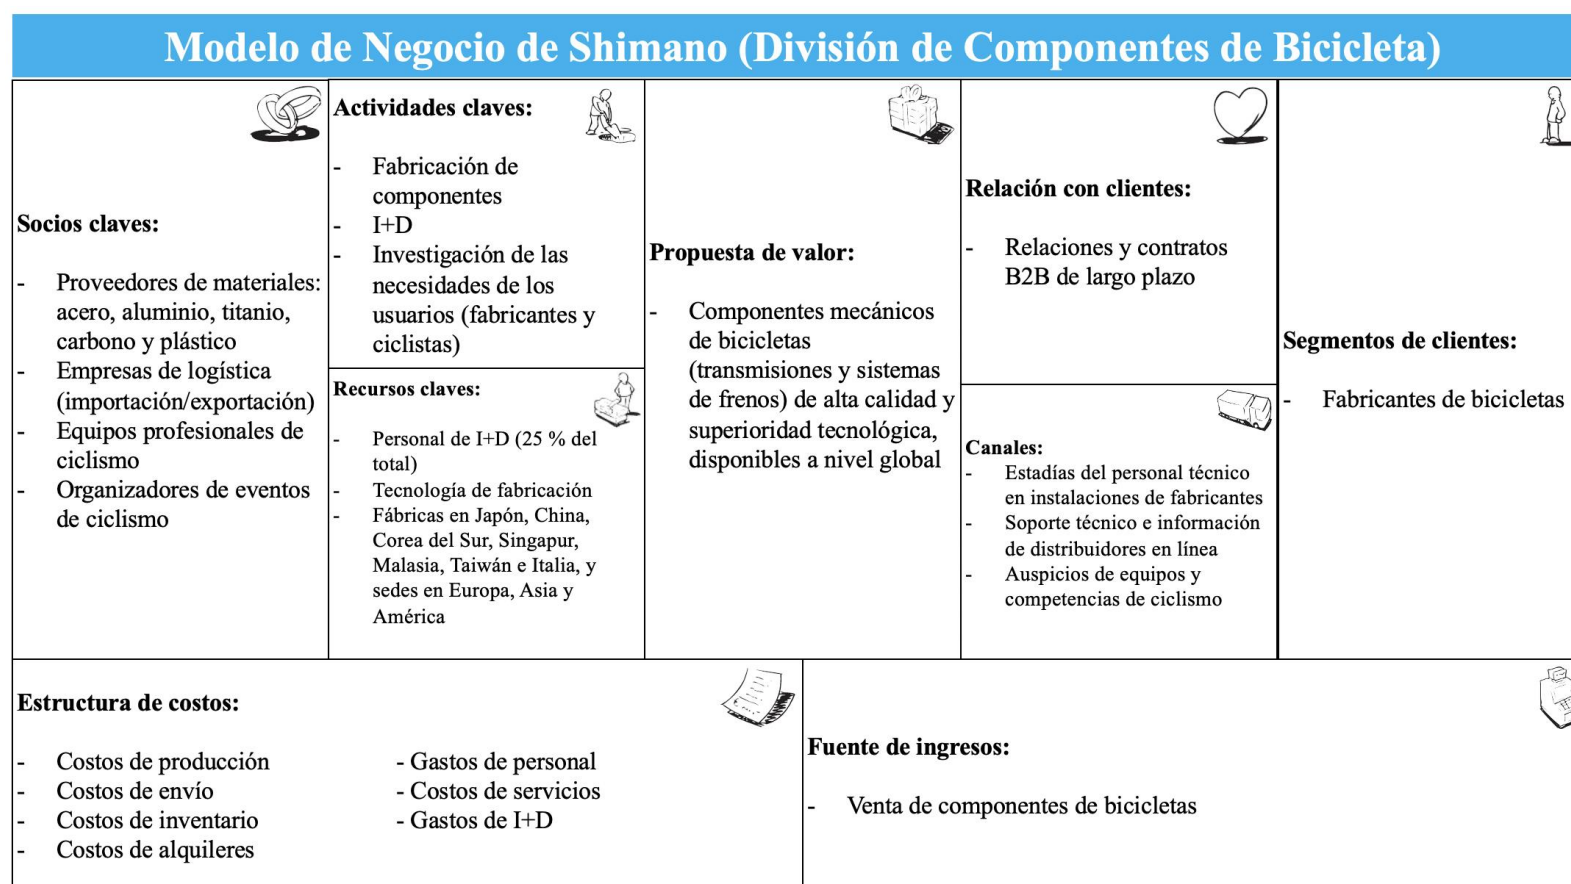 Modelo de Negocio de Shimano (División de Componentes de Bicicleta)
Socios claves:
- Proveedores de materiales:
acero, aluminio, titanio,
carbono y plástico
- Empresas de logística
(importación/exportación)
- Equipos profesionales de
ciclismo
- Organizadores de eventos
de ciclismo
Actividades claves:
- Fabricación de
componentes
- I+D
- Investigación de las
necesidades de los
usuarios (fabricantes y
ciclistas)
Recursos claves:
- Personal de I+D (25 % del
total)
- Tecnología de fabricación
- Fábricas en Japón, China,
Corea del Sur, Singapur,
Malasia, Taiwán e Italia, y
sedes en Europa, Asia y
América
Propuesta de valor:
- Componentes mecánicos
de bicicletas
(transmisiones y sistemas
de frenos) de alta calidad y
superioridad tecnológica,
disponibles a nivel global
Relación con clientes:
- Relaciones y contratos
B2B de largo plazo
Canales:
- Estadías del personal técnico
en instalaciones de fabricantes
- Soporte técnico e información
de distribuidores en línea
- Auspicios de equipos y
competencias de ciclismo
Segmentos de clientes:
- Fabricantes de bicicletas
Estructura de costos:
- Costos de producción
- Costos de envío
- Costos de inventario
- Costos de alquileres
- Gastos de personal
- Costos de servicios
- Gastos de I+D
Fuente de ingresos:
- Venta de componentes de bicicletas